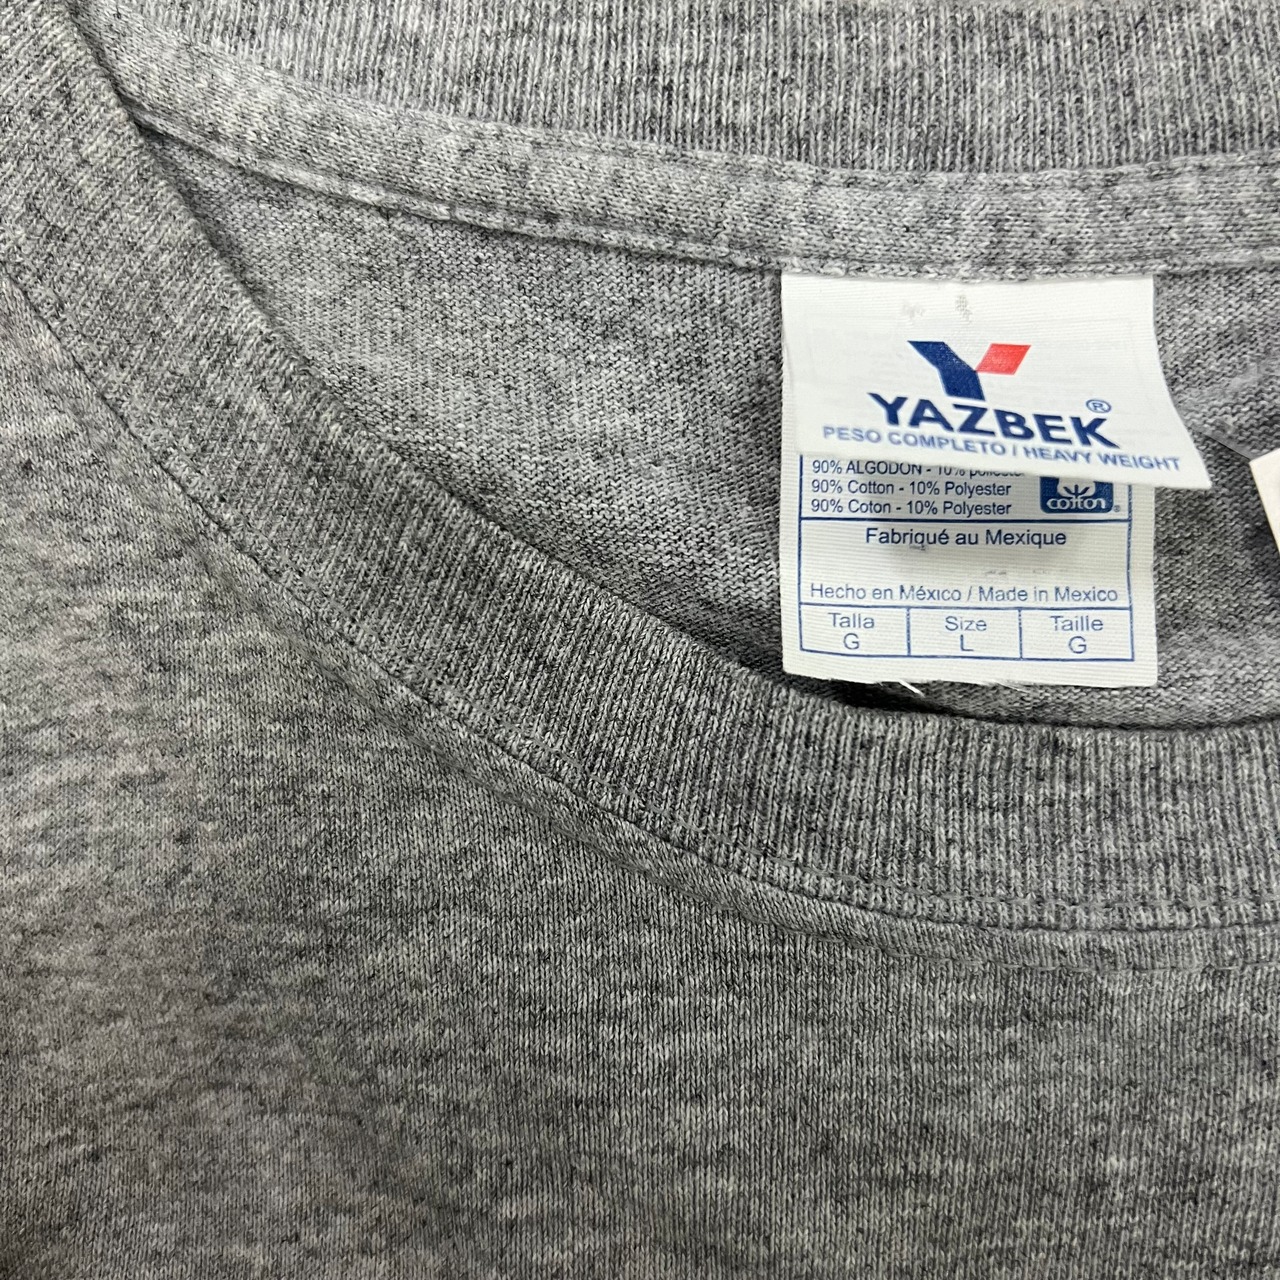 YAZBEK®
PESO COMPLETO / HEAVY WEIGHT
90% ALGODÓN - 10%
90% Cotton - 10% Polyester
90% Coton - 10% Polyester
cotton®
Fabriqué au Mexique
Hecho en México / Made in Mexico
Talla Size Taille
G L G